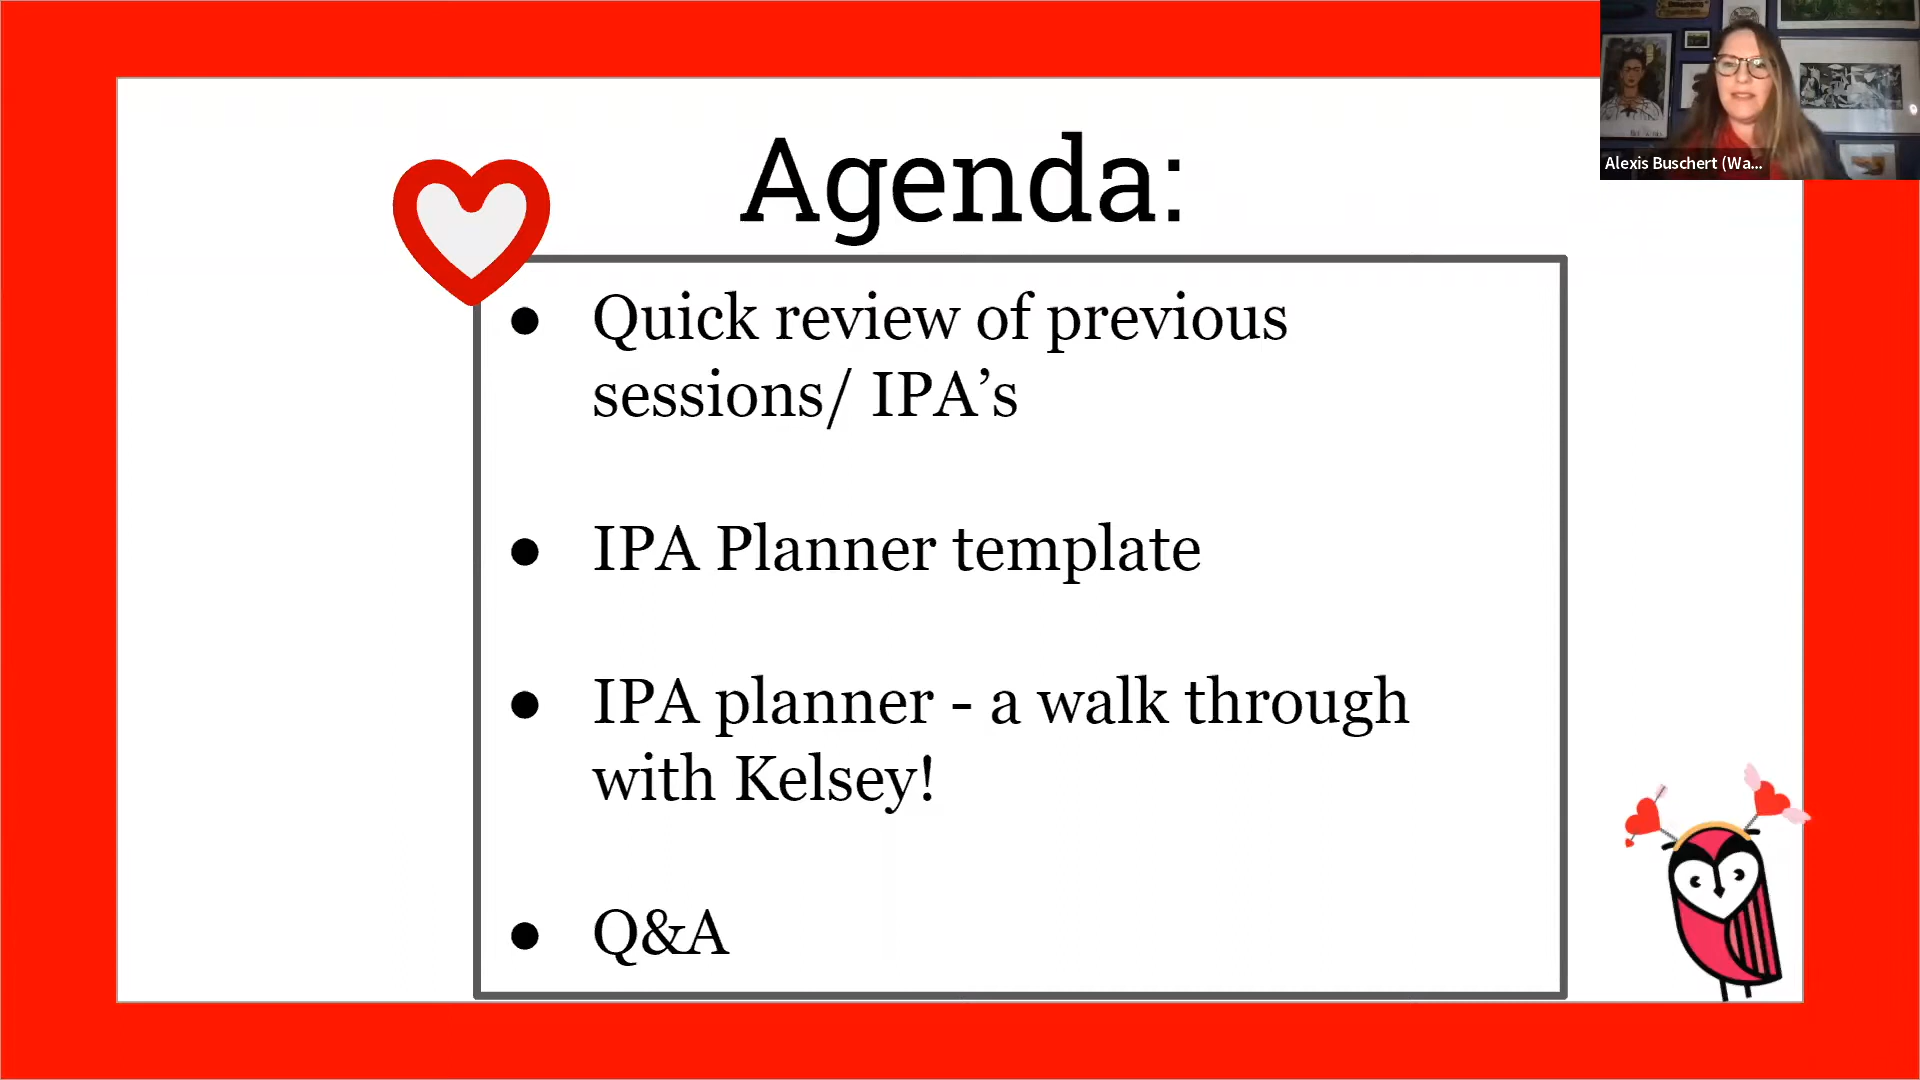 Agenda:
● Quick review of previous
sessions/ IPA’s
● IPA Planner template
● IPA planner - a walk through
with Kelsey!
● Q&A
Alexis Buschert (Wa...